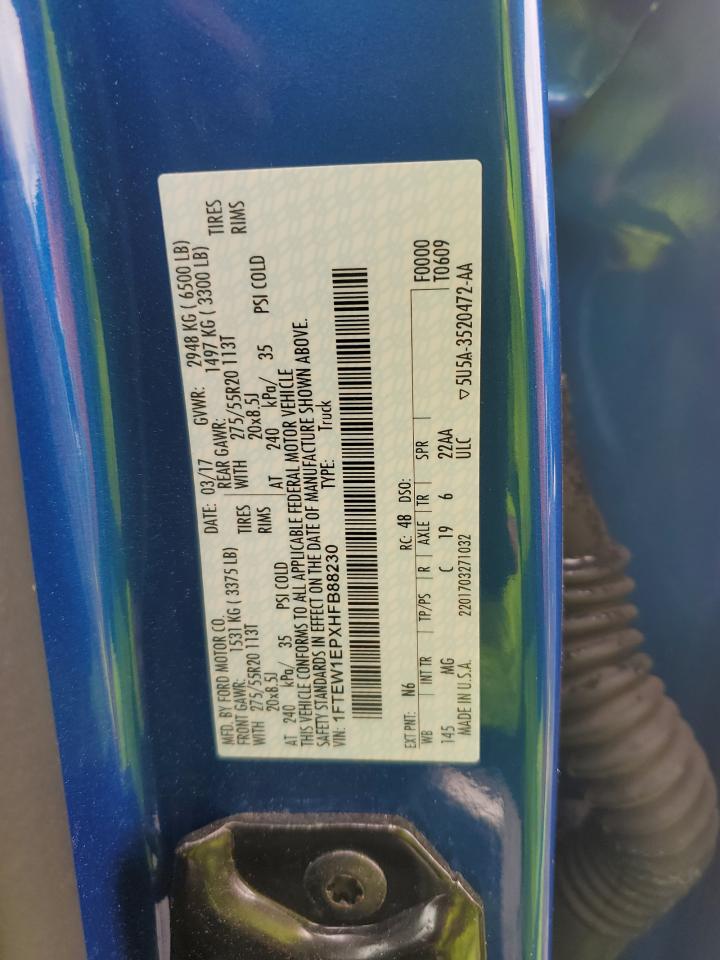 MFD. BY FORD MOTOR CO. DATE: 03/17 GVWR: 2948 KG ( 6500 LB)
FRONT GAWR: 1531 KG ( 3375 LB) REAR GAWR: 1497 KG ( 3300 LB)
WITH 275/55R20 113T TIRES WITH 275/55R20 113T TIRES
20x8.5J RIMS 20x8.5J RIMS
AT 240 kPa/ 35 PSI COLD AT 240 kPa/ 35 PSI COLD
THIS VEHICLE CONFORMS TO ALL APPLICABLE FEDERAL MOTOR VEHICLE
SAFETY STANDARDS IN EFFECT ON THE DATE OF MANUFACTURE SHOWN ABOVE.
VIN: 1FTEW1EPXHFB88230 TYPE: Truck
EXT PNT: N6 RC: 48 DSO: F0000
WB INT TR TP/PS R AXLE TR SPR T0609
145 MG C 19 6 22AA
MADE IN U.S.A. 2201703271032 ULC ▽ 5U5A-3520472-AA